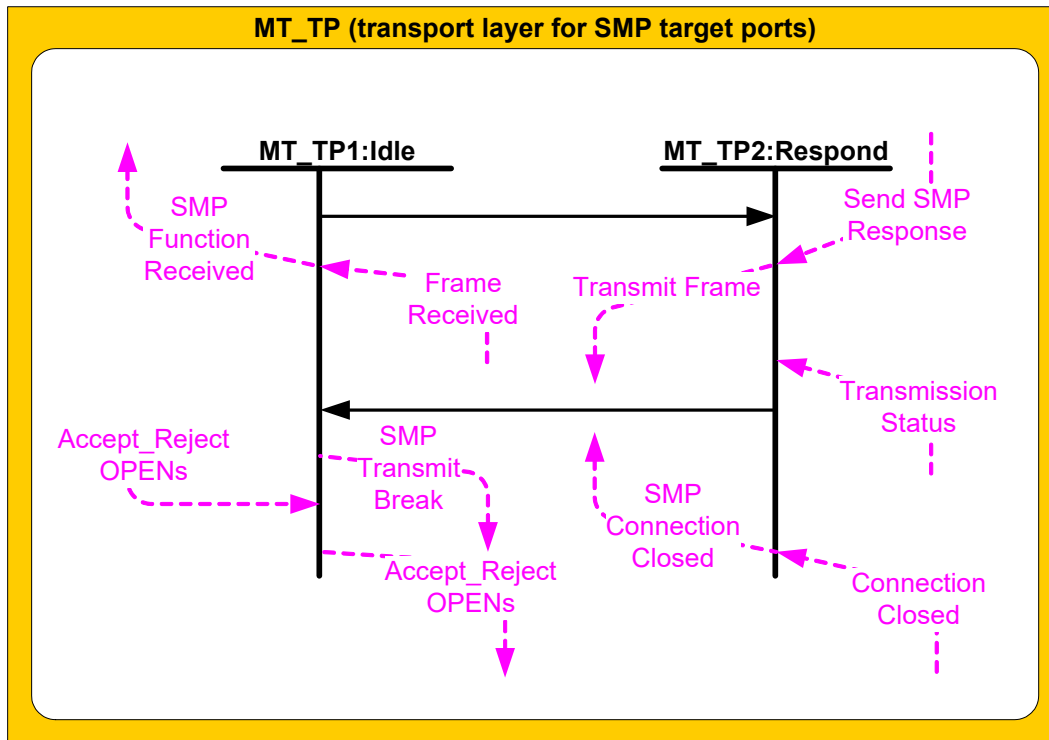 MT_TP (transport layer for SMP target ports)
MT_TP1:Idle
MT_TP2:Respond
SMP
Function
Received
Frame
Received
Send SMP
Response
Transmit Frame
Transmission
Status
Accept_Reject
OPENs
SMP
Transmit
Break
Accept_Reject
OPENs
SMP
Connection
Closed
Connection
Closed